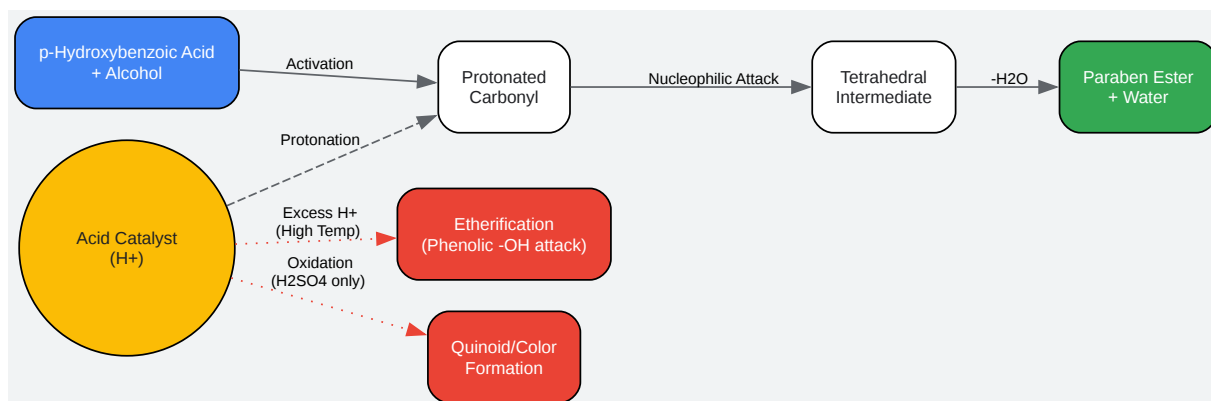 p-Hydroxybenzoic Acid
+ Alcohol
Activation
Protonated
Carbonyl
Nucleophilic Attack
Tetrahedral
Intermediate
-H2O
Paraben Ester
+ Water
Protonation
Acid Catalyst
(H+)
Excess H+
(High Temp)
Etherification
(Phenolic -OH attack)
Oxidation
(H2SO4 only)
Quinoid/Color
Formation